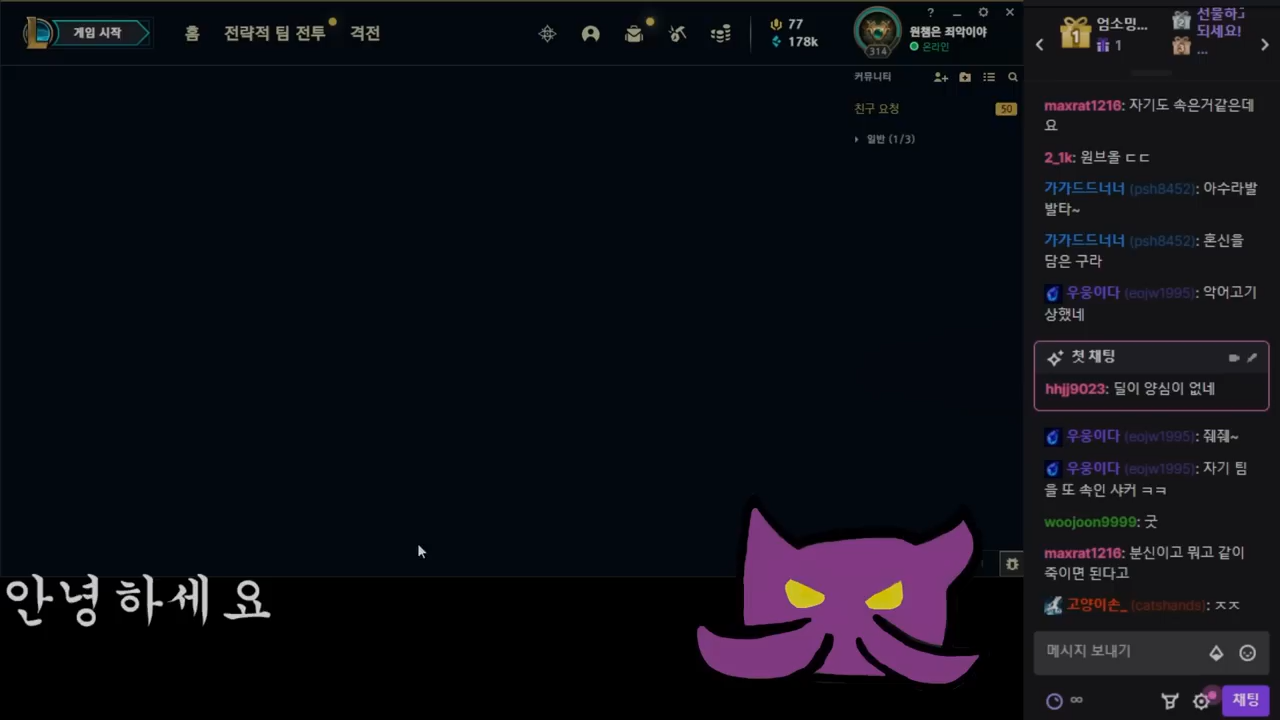 게임 시작
홈
전략적 팀 전투
격전
77
178k
314
원챔은 죄악이야
온라인
커뮤니티
친구 요청
50
일반 (1/3)
안녕하세요
1
엄소밍...
1
2
선물하고
되세요!
3
...
maxrat1216: 자기도 속은거같은데
요
2_1k: 원브올 ㄷㄷ
가가드드너너 (psh8452): 아수라발
발타~
가가드드너너 (psh8452): 혼신을
담은 구라
우웅이다 (eojw1995): 악어고기
상했네
첫 채팅
hhjj9023: 딜이 양심이 없네
우웅이다 (eojw1995): 줴줴~
우웅이다 (eojw1995): 자기 팀
을 또 속인 샤커 ㅋㅋ
woojoon9999: 굿
maxrat1216: 분신이고 뭐고 같이
죽이면 된다고
고양이손_ (catshands): ㅈㅈ
메시지 보내기
채팅